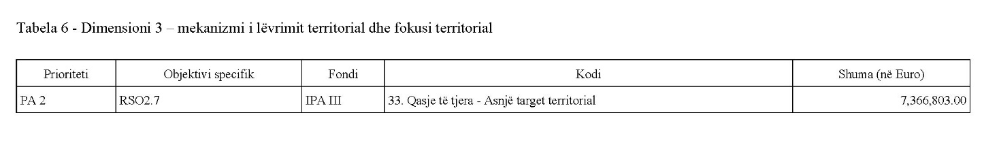 Tabela 6 - Dimensioni 3 – mekanizmi i lëvrimit territorial dhe fokusi territorial
Prioriteti Objektivi specifik Fondi Kodi Shuma (në Euro)
PA 2 RSO2.7 IPA III 33. Qasje të tjera - Asnjë target territorial 7,366,803.00